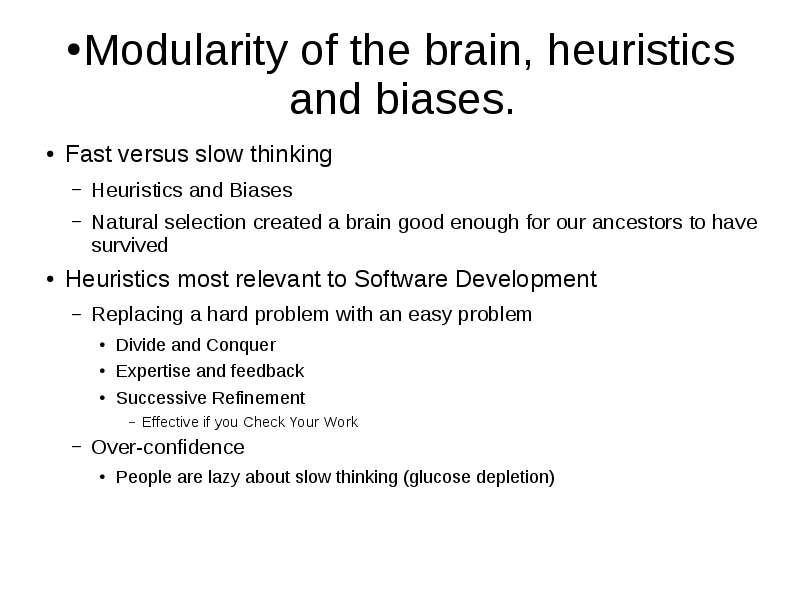 •Modularity of the brain, heuristics
and biases.
• Fast versus slow thinking
– Heuristics and Biases
– Natural selection created a brain good enough for our ancestors to have
survived
• Heuristics most relevant to Software Development
– Replacing a hard problem with an easy problem
• Divide and Conquer
• Expertise and feedback
• Successive Refinement
– Effective if you Check Your Work
– Over-confidence
• People are lazy about slow thinking (glucose depletion)